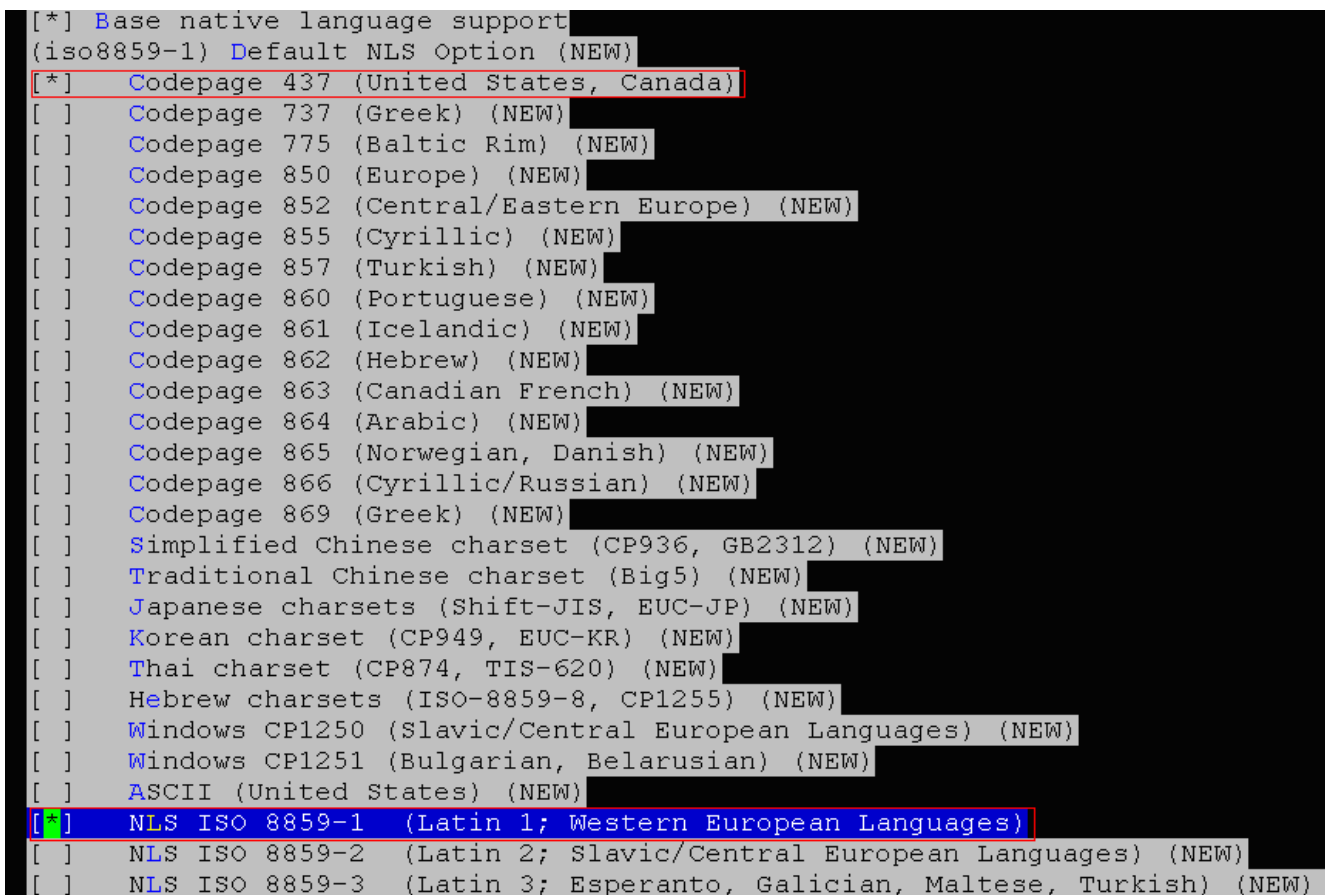 [*] Base native language support
(iso8859-1) Default NLS Option (NEW)
[*] Codepage 437 (United States, Canada)
[ ] Codepage 737 (Greek) (NEW)
[ ] Codepage 775 (Baltic Rim) (NEW)
[ ] Codepage 850 (Europe) (NEW)
[ ] Codepage 852 (Central/Eastern Europe) (NEW)
[ ] Codepage 855 (Cyrillic) (NEW)
[ ] Codepage 857 (Turkish) (NEW)
[ ] Codepage 860 (Portuguese) (NEW)
[ ] Codepage 861 (Icelandic) (NEW)
[ ] Codepage 862 (Hebrew) (NEW)
[ ] Codepage 863 (Canadian French) (NEW)
[ ] Codepage 864 (Arabic) (NEW)
[ ] Codepage 865 (Norwegian, Danish) (NEW)
[ ] Codepage 866 (Cyrillic/Russian) (NEW)
[ ] Codepage 869 (Greek) (NEW)
[ ] Simplified Chinese charset (CP936, GB2312) (NEW)
[ ] Traditional Chinese charset (Big5) (NEW)
[ ] Japanese charsets (Shift-JIS, EUC-JP) (NEW)
[ ] Korean charset (CP949, EUC-KR) (NEW)
[ ] Thai charset (CP874, TIS-620) (NEW)
[ ] Hebrew charsets (ISO-8859-8, CP1255) (NEW)
[ ] Windows CP1250 (Slavic/Central European Languages) (NEW)
[ ] Windows CP1251 (Bulgarian, Belarusian) (NEW)
[ ] ASCII (United States) (NEW)
[*] NLS ISO 8859-1 (Latin 1; Western European Languages)
[ ] NLS ISO 8859-2 (Latin 2; Slavic/Central European Languages) (NEW)
[ ] NLS ISO 8859-3 (Latin 3; Esperanto, Galician, Maltese, Turkish) (NEW)